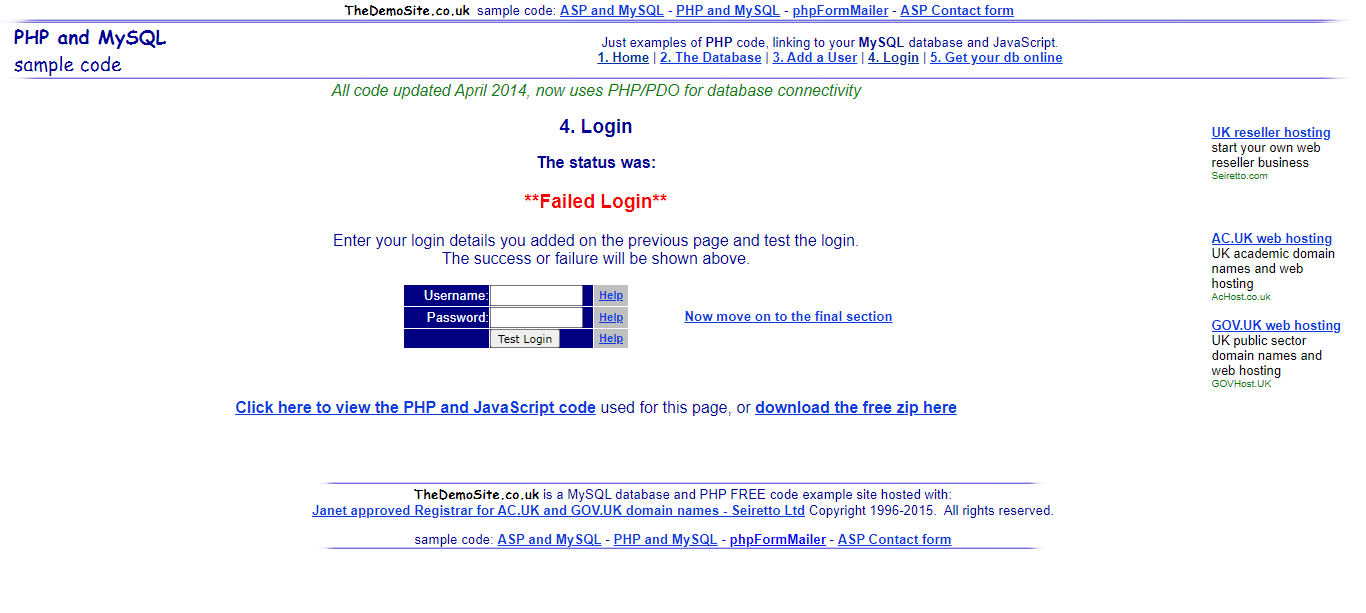 TheDemoSite.co.uk sample code: ASP and MySQL - PHP and MySQL - phpFormMailer - ASP Contact form
PHP and MySQL
sample code
Just examples of PHP code, linking to your MySQL database and JavaScript.
1. Home | 2. The Database | 3. Add a User | 4. Login | 5. Get your db online
All code updated April 2014, now uses PHP/PDO for database connectivity
4. Login
The status was:
**Failed Login**
Enter your login details you added on the previous page and test the login.
The success or failure will be shown above.
Username: Help
Password: Help
Test Login Help
Now move on to the final section
Click here to view the PHP and JavaScript code used for this page, or download the free zip here
UK reseller hosting
start your own web
reseller business
Seiretto.com
AC.UK web hosting
UK academic domain
names and web
hosting
AcHost.co.uk
GOV.UK web hosting
UK public sector
domain names and
web hosting
GOVHost.UK
TheDemoSite.co.uk is a MySQL database and PHP FREE code example site hosted with:
Janet approved Registrar for AC.UK and GOV.UK domain names - Seiretto Ltd Copyright 1996-2015. All rights reserved.
sample code: ASP and MySQL - PHP and MySQL - phpFormMailer - ASP Contact form